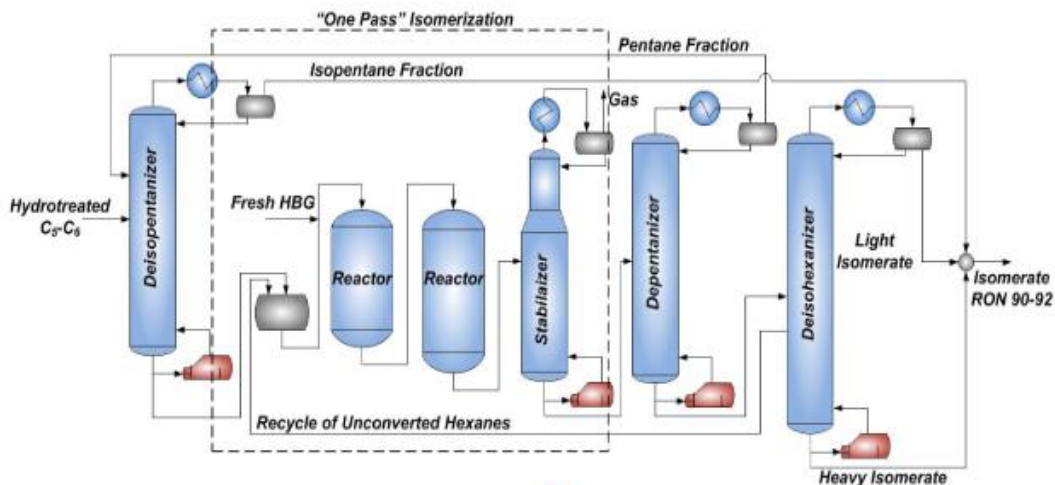 “One Pass” Isomerization
Pentane Fraction
Isopentane Fraction
Gas
Hydrotreated
C5-C6
Deisopentanizer
Fresh HBG
Reactor
Reactor
Stabilaizer
Depentanizer
Deisohexanizer
Light
Isomerate
Isomerate
RON 90-92
Recycle of Unconverted Hexanes
Heavy Isomerate